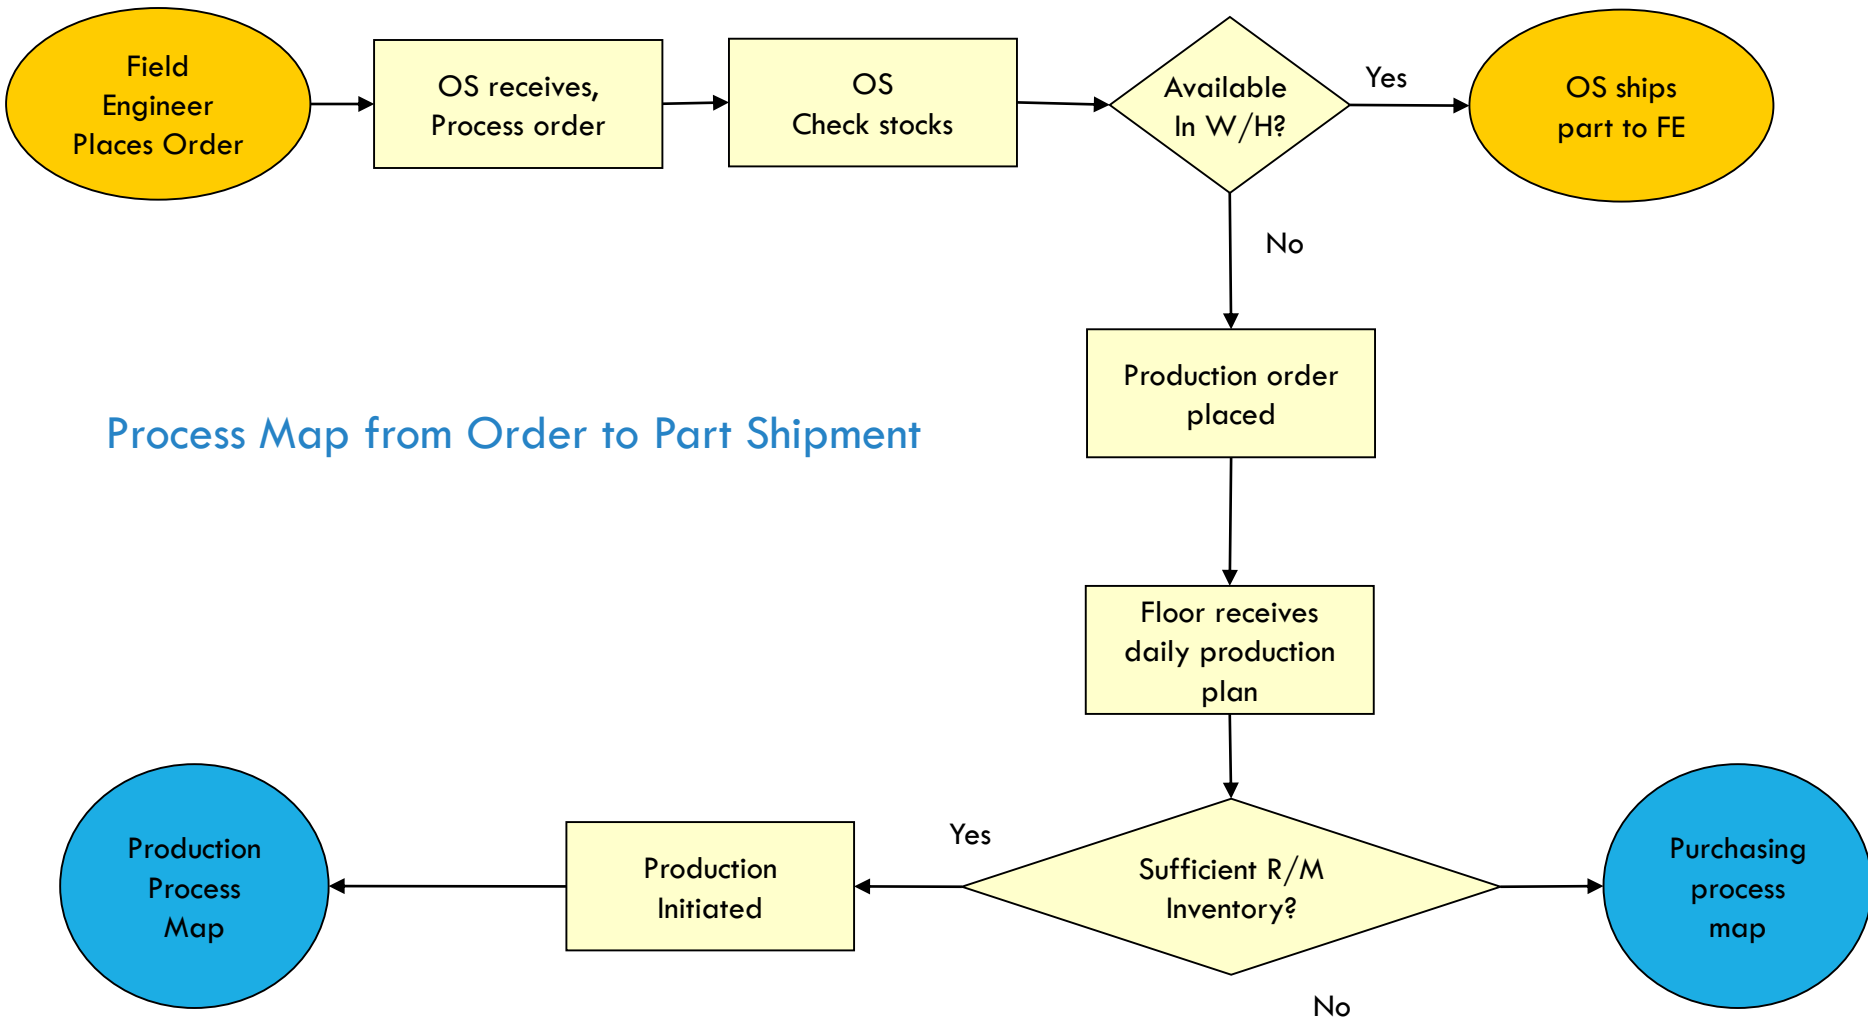 Field
Engineer
Places Order
OS receives,
Process order
OS
Check stocks
Available
In W/H?
Yes
OS ships
part to FE
No
Production order
placed
Process Map from Order to Part Shipment
Floor receives
daily production
plan
Sufficient R/M
Inventory?
Yes
Production
Initiated
Production
Process
Map
No
Purchasing
process
map